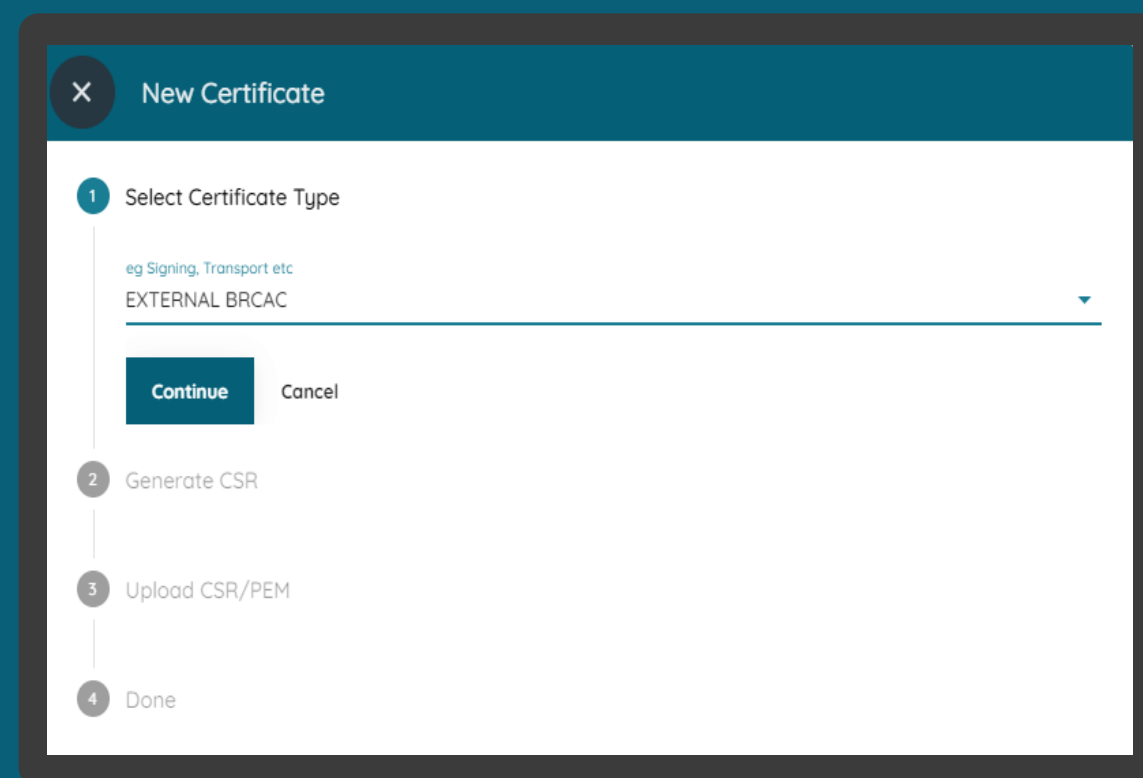 New Certificate
1 Select Certificate Type
eg Signing, Transport etc
EXTERNAL BRCAC
Continue Cancel
2 Generate CSR
3 Upload CSR/PEM
4 Done